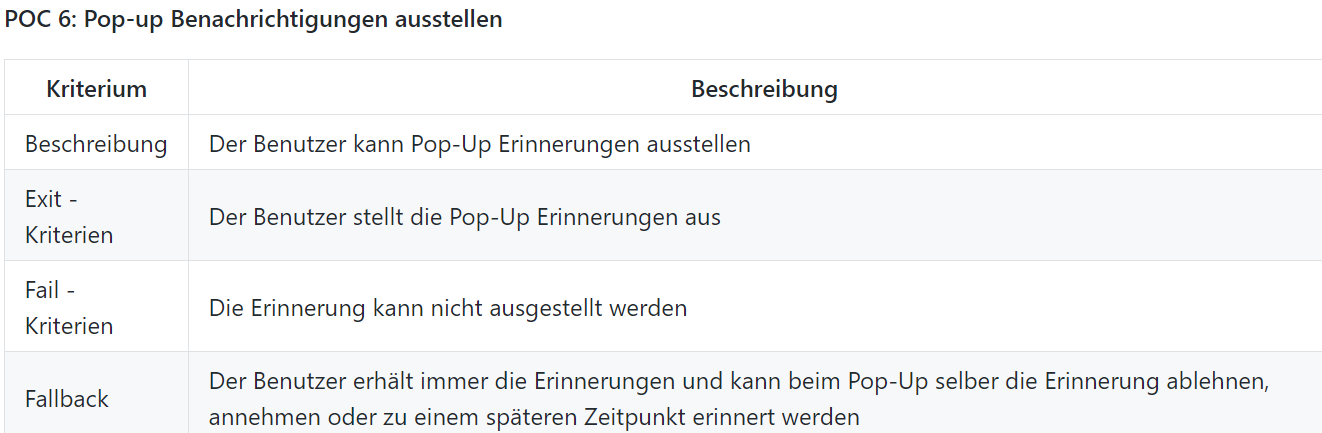 POC 6: Pop-up Benachrichtigungen ausstellen
Kriterium Beschreibung
Beschreibung Der Benutzer kann Pop-Up Erinnerungen ausstellen
Exit -
Kriterien
Der Benutzer stellt die Pop-Up Erinnerungen aus
Fail -
Kriterien
Die Erinnerung kann nicht ausgestellt werden
Fallback
Der Benutzer erhält immer die Erinnerungen und kann beim Pop-Up selber die Erinnerung ablehnen,
annehmen oder zu einem späteren Zeitpunkt erinnert werden